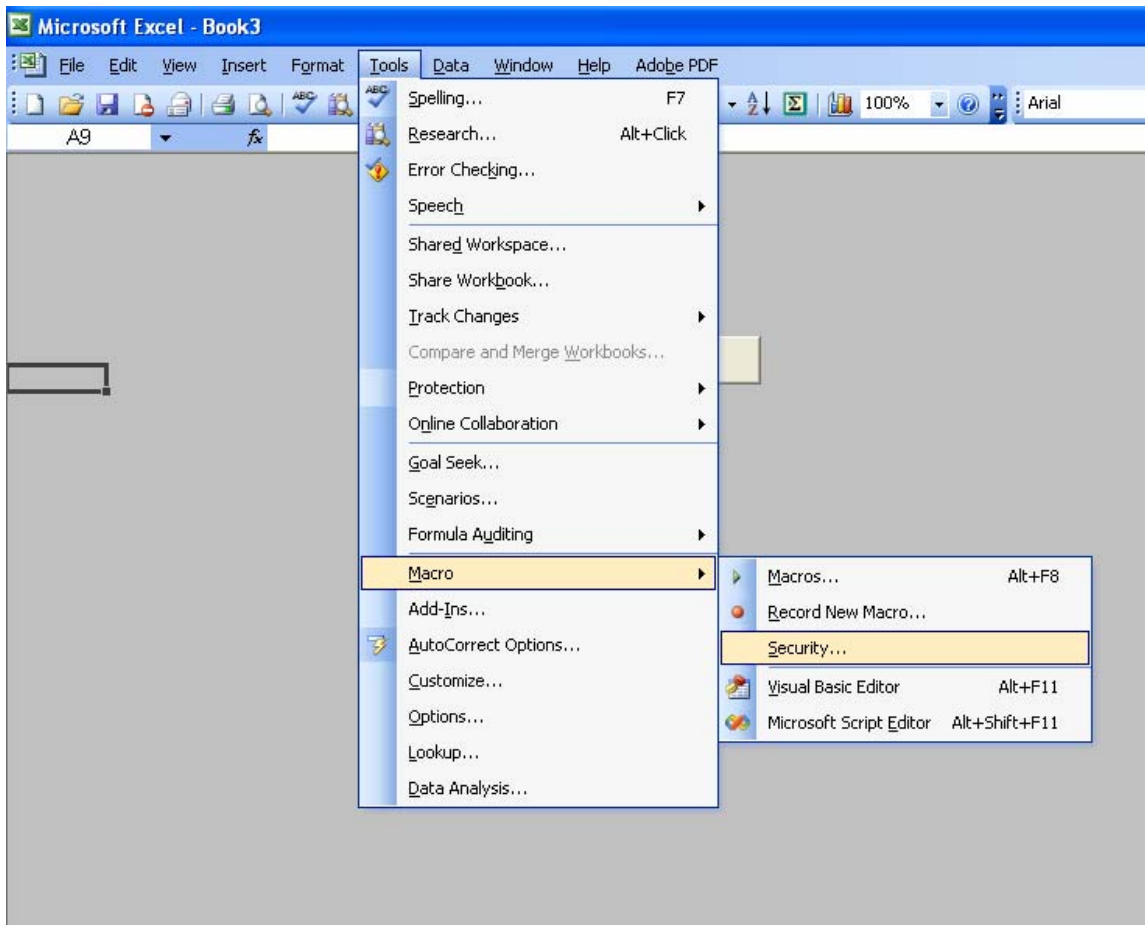 Microsoft Excel - Book3
File Edit View Insert Format Tools Data Window Help Adobe PDF
ABC ABC 100% Arial
A9 fx
Spelling... F7
Research... Alt+Click
Error Checking...
Speech
Shared Workspace...
Share Workbook...
Track Changes
Compare and Merge Workbooks...
Protection
Online Collaboration
Goal Seek...
Scenarios...
Formula Auditing
Macro
Add-Ins...
AutoCorrect Options...
Customize...
Options...
Lookup...
Data Analysis...
Macros... Alt+F8
Record New Macro...
Security...
Visual Basic Editor Alt+F11
Microsoft Script Editor Alt+Shift+F11